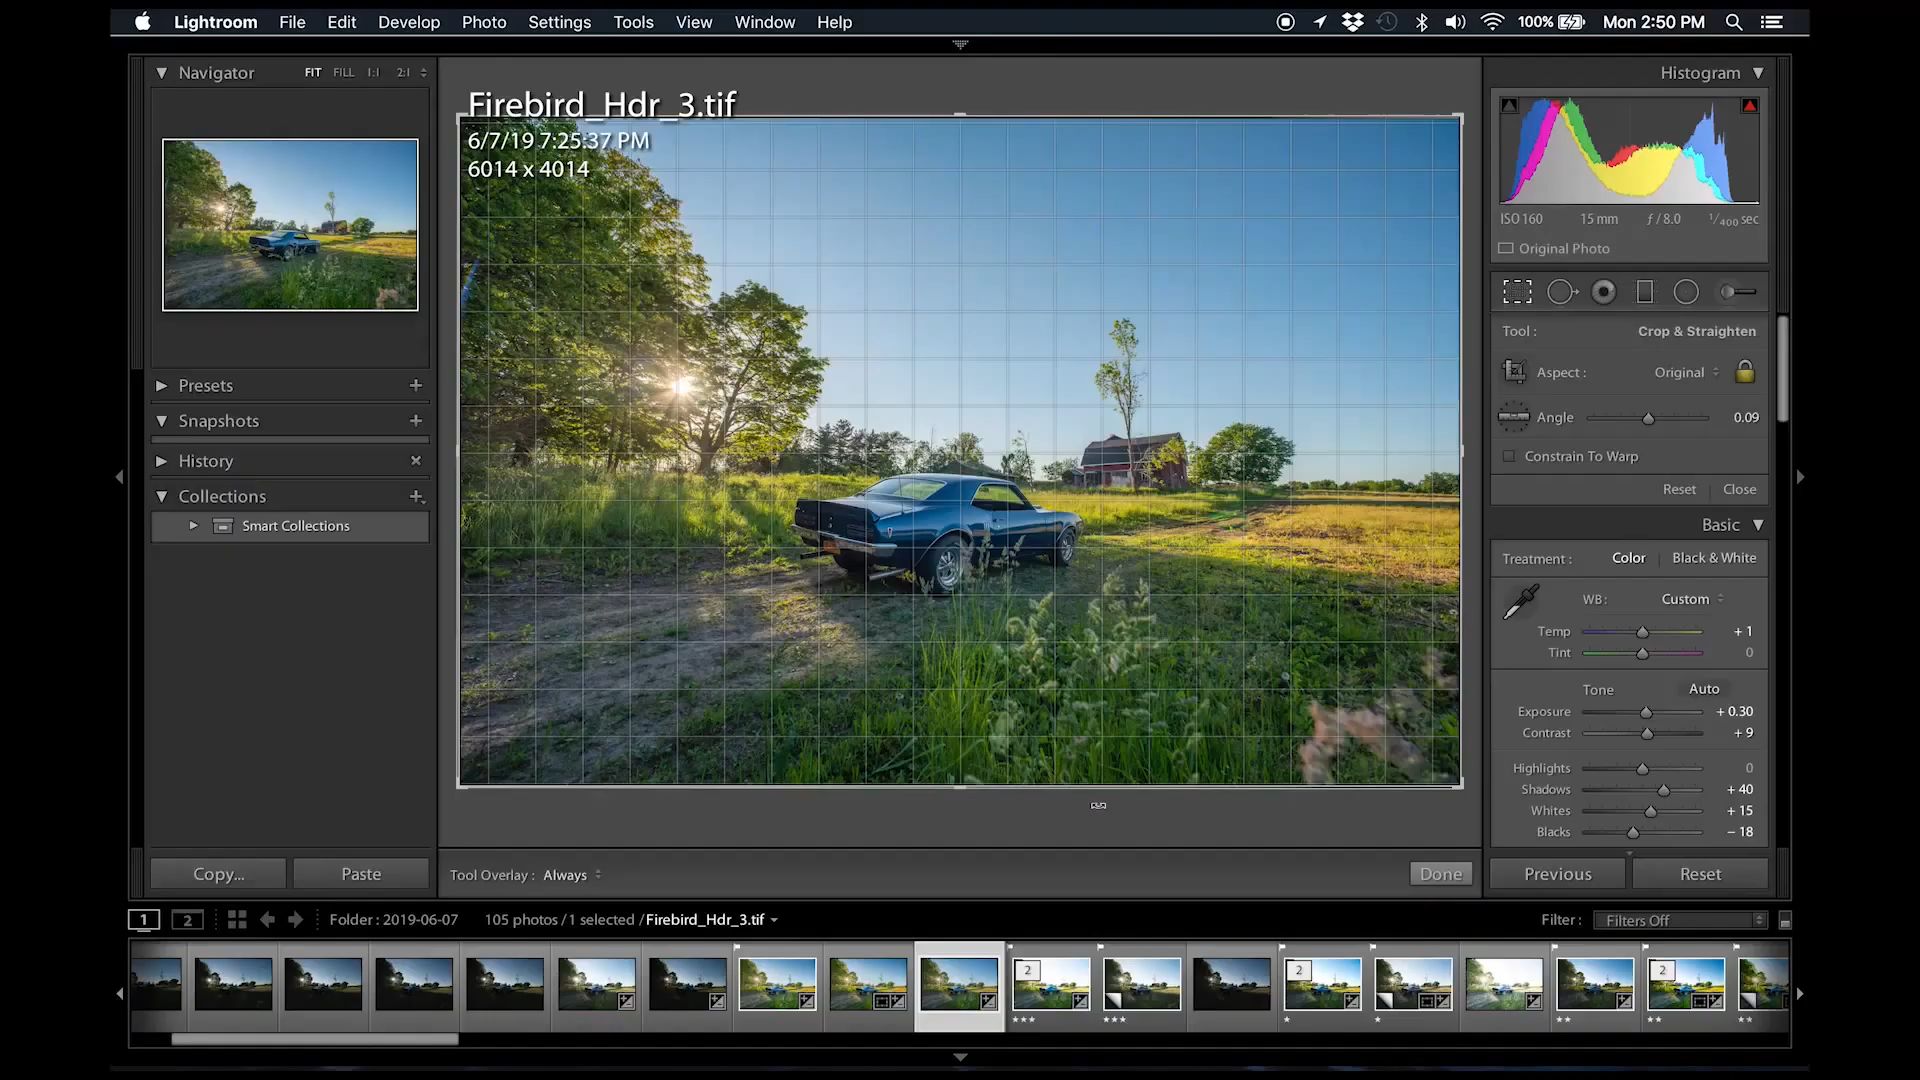 Lightroom File Edit Develop Photo Settings Tools View Window Help 100% Mon 2:50 PM
Navigator FIT FILL 1:1 2:1
Presets
Snapshots
History
Collections
Smart Collections
Copy... Paste
Firebird_Hdr_3.tif
6/7/19 7:25:37 PM
6014 x 4014
Tool Overlay : Always Done
Histogram
ISO 160 15 mm ƒ / 8.0 1/400 sec
Original Photo
Tool : Crop & Straighten
Aspect : Original
Angle 0.09
Constrain To Warp
Reset Close
Basic
Treatment : Color Black & White
WB : Custom
Temp + 1
Tint 0
Tone Auto
Exposure + 0.30
Contrast + 9
Highlights 0
Shadows + 40
Whites + 15
Blacks – 18
Previous Reset
1 2 Folder : 2019-06-07 105 photos / 1 selected / Firebird_Hdr_3.tif Filter : Filters Off
2 2 2